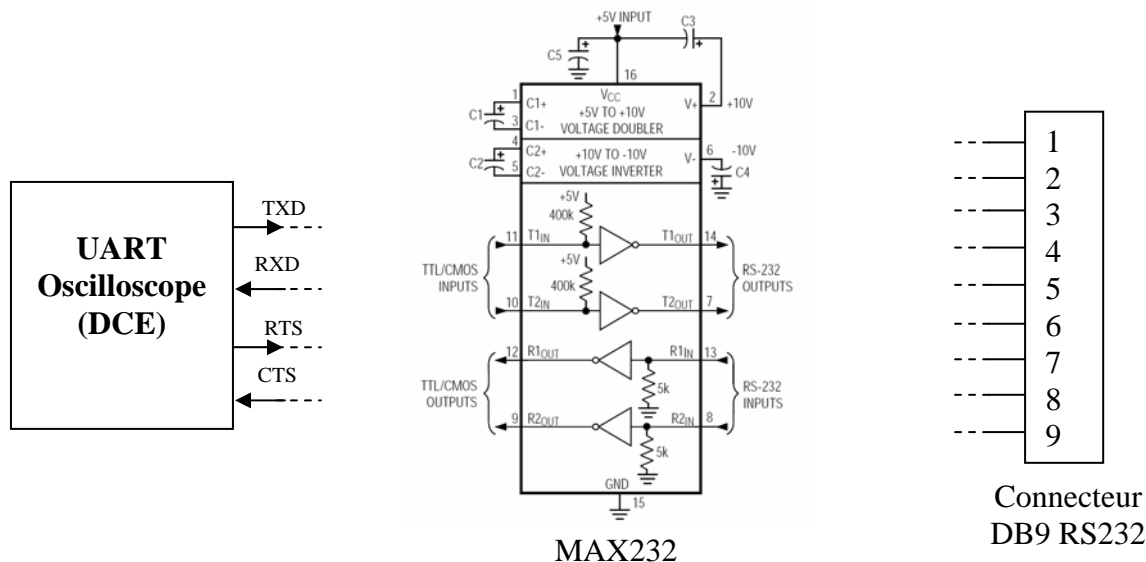 UART
Oscilloscope
(DCE)
TXD
RXD
RTS
CTS
+5V INPUT
C3
+
C5
+
16
1
C1+
VCC
V+
2
+10V
C1
+
+5V TO +10V
3
C1-
VOLTAGE DOUBLER
4
C2+
+10V TO -10V
V-
6
-10V
C2
+
5
C2-
VOLTAGE INVERTER
+
C4
+5V
400k
11
T1IN
T1OUT
14
+5V
TTL/CMOS
INPUTS
RS-232
OUTPUTS
400k
10
T2IN
T2OUT
7
12
R1OUT
R1IN
13
5k
TTL/CMOS
OUTPUTS
RS-232
INPUTS
9
R2OUT
R2IN
8
5k
GND
15
MAX232
1
2
3
4
5
6
7
8
9
Connecteur
DB9 RS232